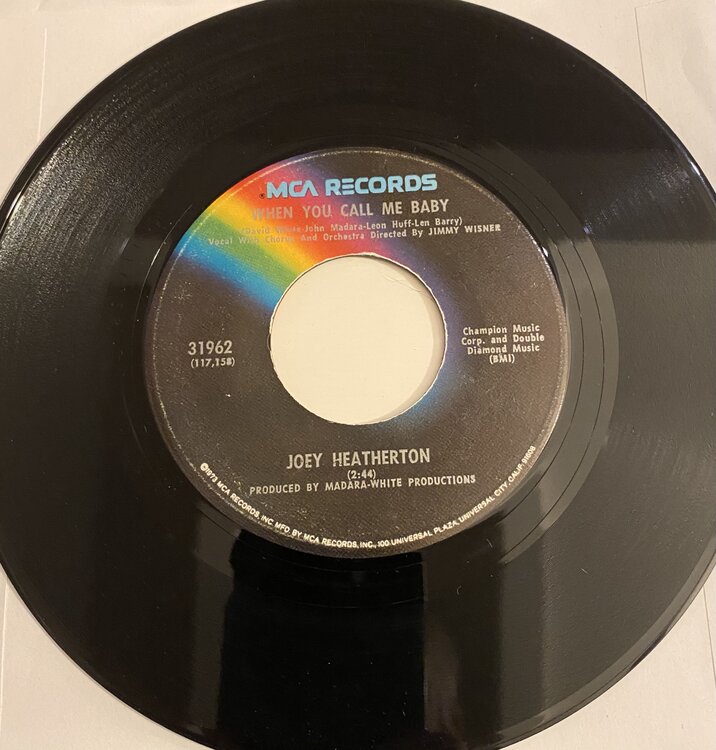 ®MCA RECORDS
WHEN YOU CALL ME BABY
(David White-John Madara-Leon Huff-Len Barry)
Vocal With Chorus And Orchestra Directed By JIMMY WISNER
31962
(117,158)
Champion Music
Corp. and Double
Diamond Music
(BMI)
JOEY HEATHERTON
(2:44)
PRODUCED BY MADARA-WHITE PRODUCTIONS
©1973 MCA RECORDS, INC. MFD. BY MCA RECORDS, INC., 100 UNIVERSAL PLAZA, UNIVERSAL CITY, CALIF. 91608